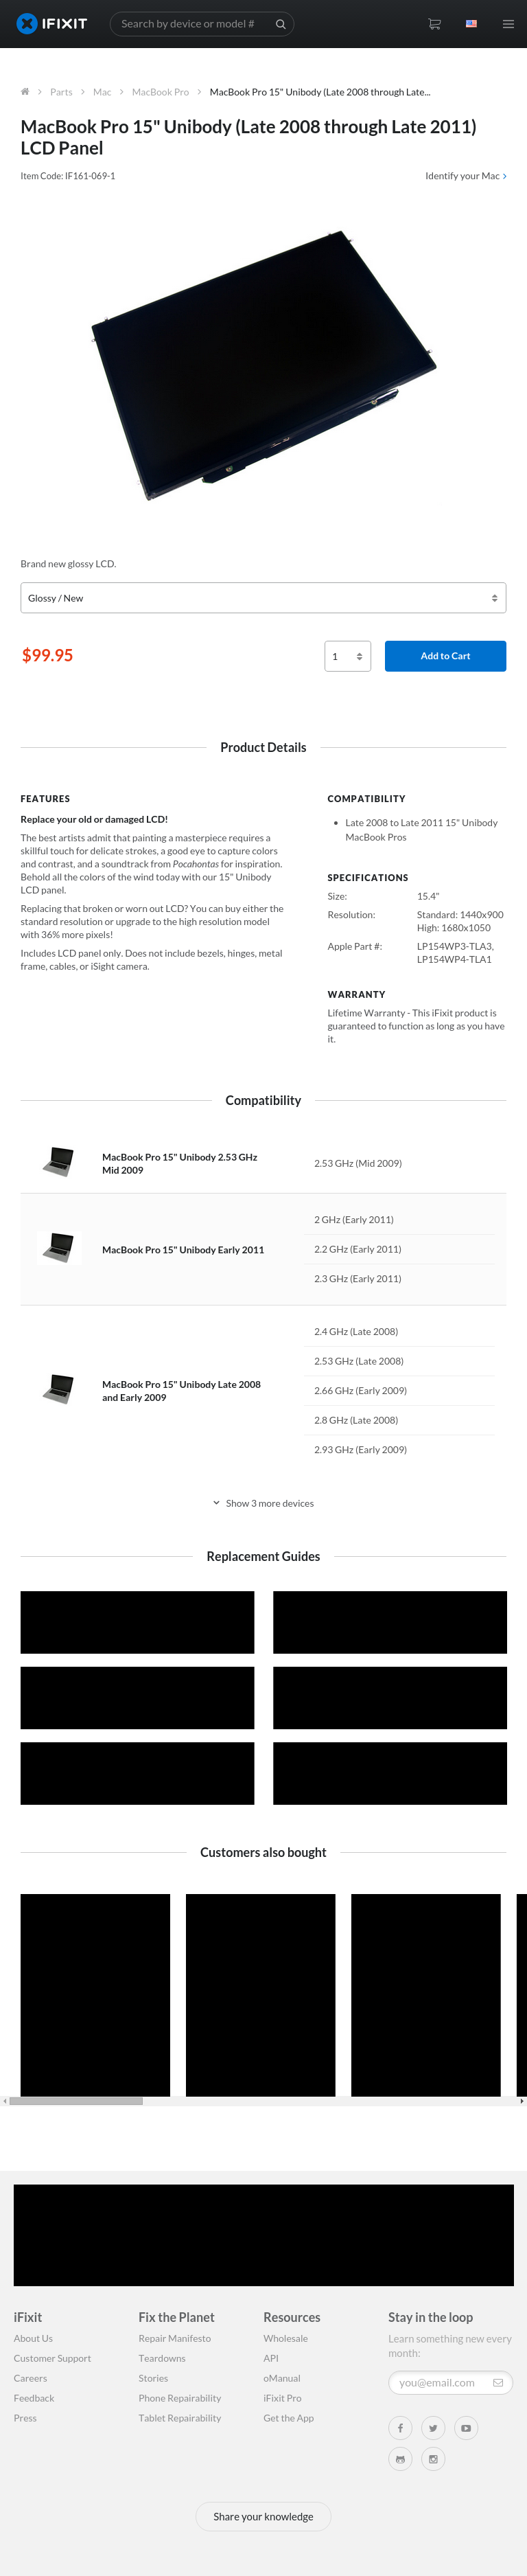 IFIXIT
Search by device or model #
Parts
Mac
MacBook Pro
MacBook Pro 15" Unibody (Late 2008 through Late...
MacBook Pro 15" Unibody (Late 2008 through Late 2011)
LCD Panel
Item Code: IF161-069-1
Identify your Mac
Brand new glossy LCD.
Glossy / New
$99.95
1
Add to Cart
Product Details
FEATURES
Replace your old or damaged LCD!
The best artists admit that painting a masterpiece requires a
skillful touch for delicate strokes, a good eye to capture colors
and contrast, and a soundtrack from Pocahontas for inspiration.
Behold all the colors of the wind today with our 15" Unibody
LCD panel.
Replacing that broken or worn out LCD? You can buy either the
standard resolution or upgrade to the high resolution model
with 36% more pixels!
Includes LCD panel only. Does not include bezels, hinges, metal
frame, cables, or iSight camera.
COMPATIBILITY
Late 2008 to Late 2011 15" Unibody
MacBook Pros
SPECIFICATIONS
Size: 15.4"
Resolution: Standard: 1440x900
High: 1680x1050
Apple Part #: LP154WP3-TLA3,
LP154WP4-TLA1
WARRANTY
Lifetime Warranty - This iFixit product is
guaranteed to function as long as you have
it.
Compatibility
MacBook Pro 15" Unibody 2.53 GHz
Mid 2009
2.53 GHz (Mid 2009)
MacBook Pro 15" Unibody Early 2011
2 GHz (Early 2011)
2.2 GHz (Early 2011)
2.3 GHz (Early 2011)
MacBook Pro 15" Unibody Late 2008
and Early 2009
2.4 GHz (Late 2008)
2.53 GHz (Late 2008)
2.66 GHz (Early 2009)
2.8 GHz (Late 2008)
2.93 GHz (Early 2009)
Show 3 more devices
Replacement Guides
Customers also bought
iFixit
About Us
Customer Support
Careers
Feedback
Press
Fix the Planet
Repair Manifesto
Teardowns
Stories
Phone Repairability
Tablet Repairability
Resources
Wholesale
API
oManual
iFixit Pro
Get the App
Stay in the loop
Learn something new every
month:
you@email.com
Share your knowledge